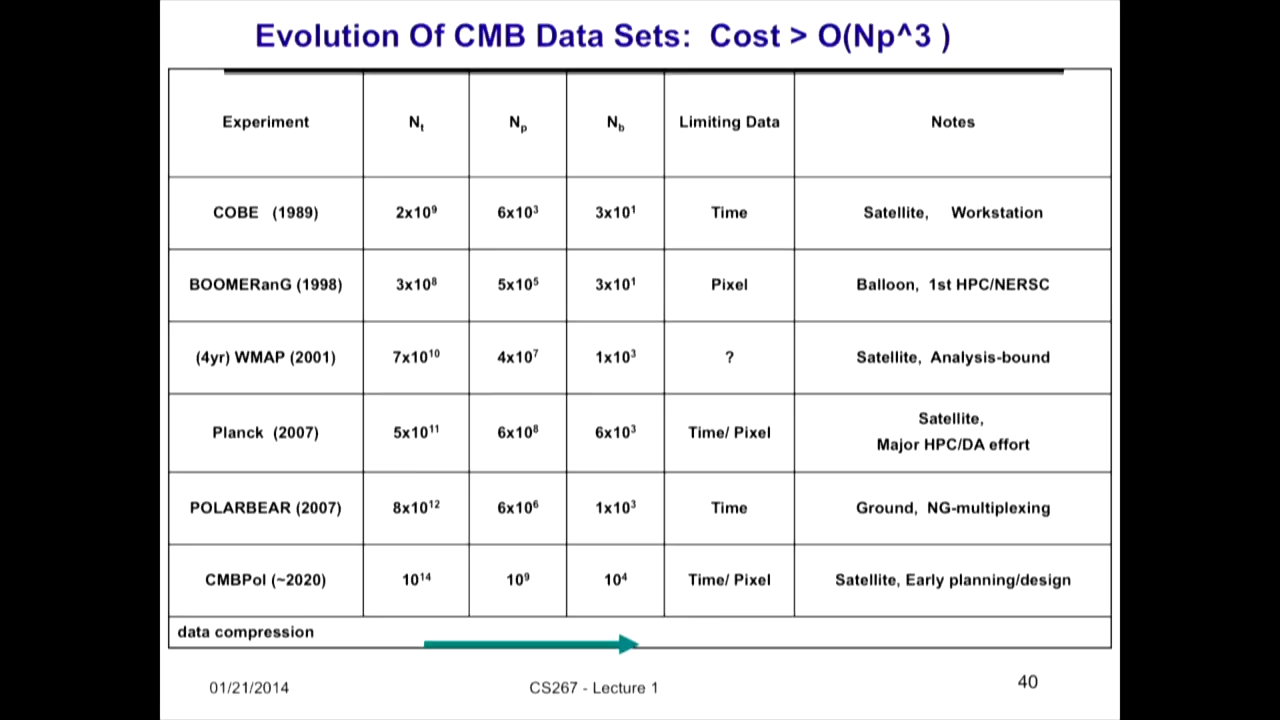 Evolution Of CMB Data Sets: Cost > O(Np^3 )
Experiment Nₜ Nₚ N_b Limiting Data Notes
COBE (1989) 2x10⁹ 6x10³ 3x10¹ Time Satellite, Workstation
BOOMERanG (1998) 3x10⁸ 5x10⁵ 3x10¹ Pixel Balloon, 1st HPC/NERSC
(4yr) WMAP (2001) 7x10¹⁰ 4x10⁷ 1x10³ ? Satellite, Analysis-bound
Planck (2007) 5x10¹¹ 6x10⁸ 6x10³ Time/ Pixel Satellite,
Major HPC/DA effort
POLARBEAR (2007) 8x10¹² 6x10⁶ 1x10³ Time Ground, NG-multiplexing
CMBPol (~2020) 10¹⁴ 10⁹ 10⁴ Time/ Pixel Satellite, Early planning/design
data compression
01/21/2014 CS267 - Lecture 1 40